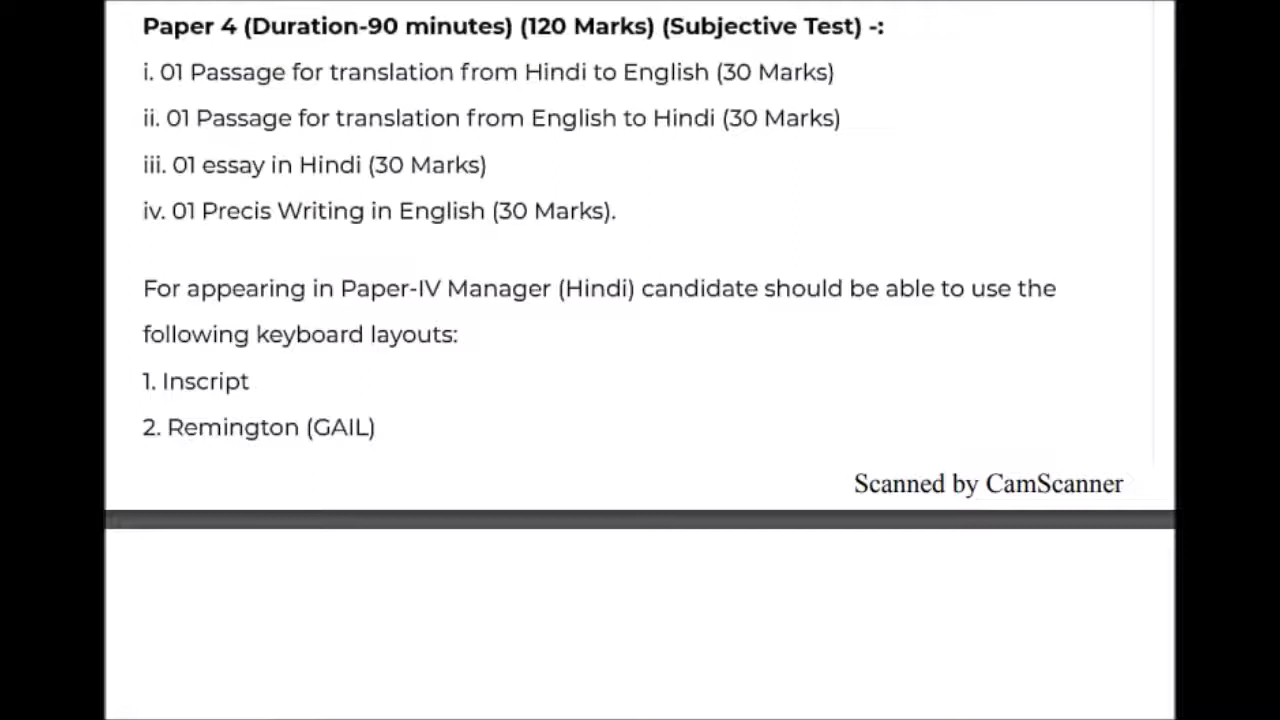 Paper 4 (Duration-90 minutes) (120 Marks) (Subjective Test) -:
i. 01 Passage for translation from Hindi to English (30 Marks)
ii. 01 Passage for translation from English to Hindi (30 Marks)
iii. 01 essay in Hindi (30 Marks)
iv. 01 Precis Writing in English (30 Marks).
For appearing in Paper-IV Manager (Hindi) candidate should be able to use the
following keyboard layouts:
1. Inscript
2. Remington (GAIL)
Scanned by CamScanner